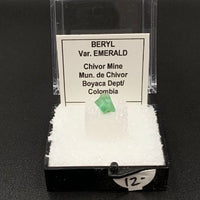 BERYL
Var. EMERALD
Chivor Mine
Mun. de Chivor
Boyaca Dept/
Colombia
12-